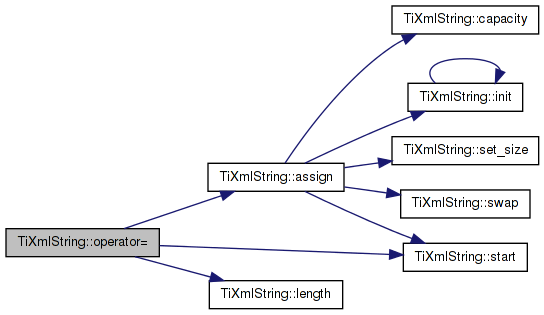 TiXmlString::capacity
TiXmlString::init
TiXmlString::set_size
TiXmlString::assign
TiXmlString::swap
TiXmlString::operator=
TiXmlString::start
TiXmlString::length